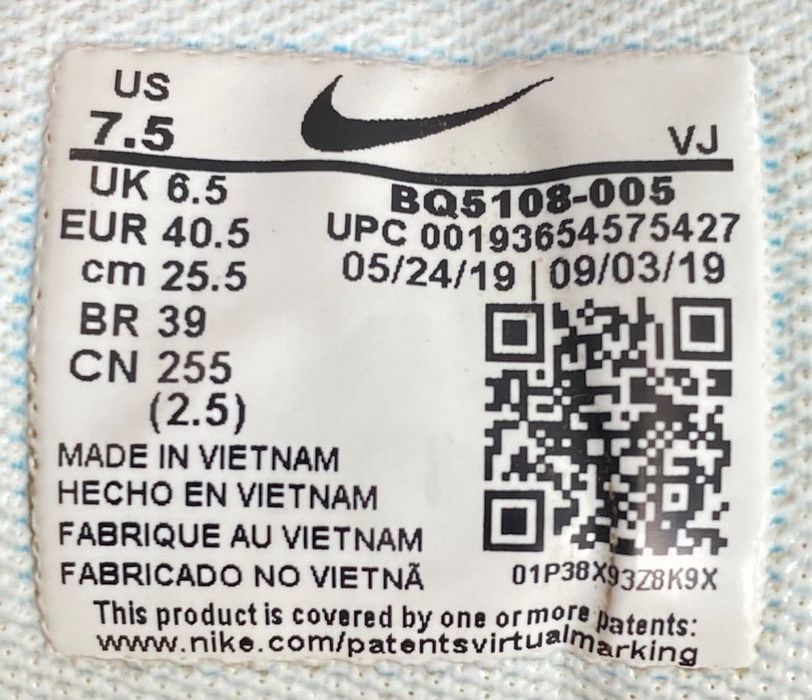 US
7.5
VJ
UK 6.5
BQ5108-005
EUR 40.5
UPC 00193654575427
cm 25.5
05/24/19 | 09/03/19
BR 39
CN 255
(2.5)
MADE IN VIETNAM
HECHO EN VIETNAM
FABRIQUE AU VIETNAM
FABRICADO NO VIETNÃ
01P38X93Z8K9X
This product is covered by one or more patents:
www.nike.com/patentsvirtualmarking